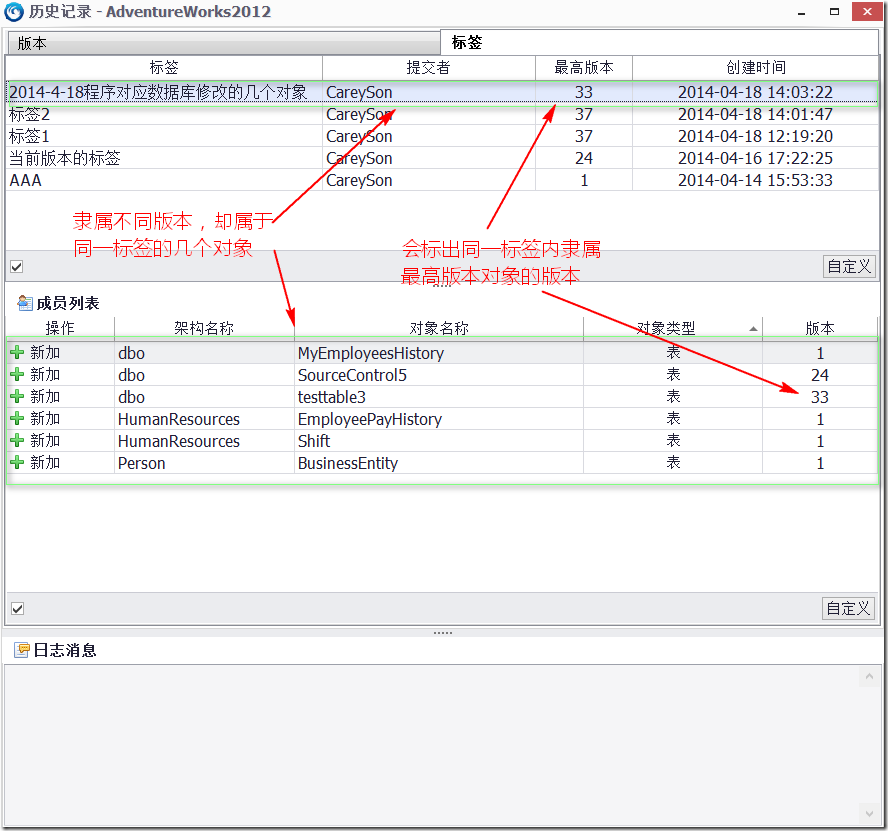 历史记录 - AdventureWorks2012
版本 标签
标签 提交者 最高版本 创建时间
2014-4-18程序对应数据库修改的几个对象 CareySon 33 2014-04-18 14:03:22
标签2 CareySon 37 2014-04-18 14:01:47
标签1 CareySon 37 2014-04-18 12:19:20
当前版本的标签 CareySon 24 2014-04-16 17:22:25
AAA CareySon 1 2014-04-14 15:53:33
隶属不同版本，却属于
同一标签的几个对象
会标出同一标签内隶属
最高版本对象的版本
自定义
成员列表
操作 架构名称 对象名称 对象类型 版本
新加 dbo MyEmployeesHistory 表 1
新加 dbo SourceControl5 表 24
新加 dbo testtable3 表 33
新加 HumanResources EmployeePayHistory 表 1
新加 HumanResources Shift 表 1
新加 Person BusinessEntity 表 1
自定义
日志消息